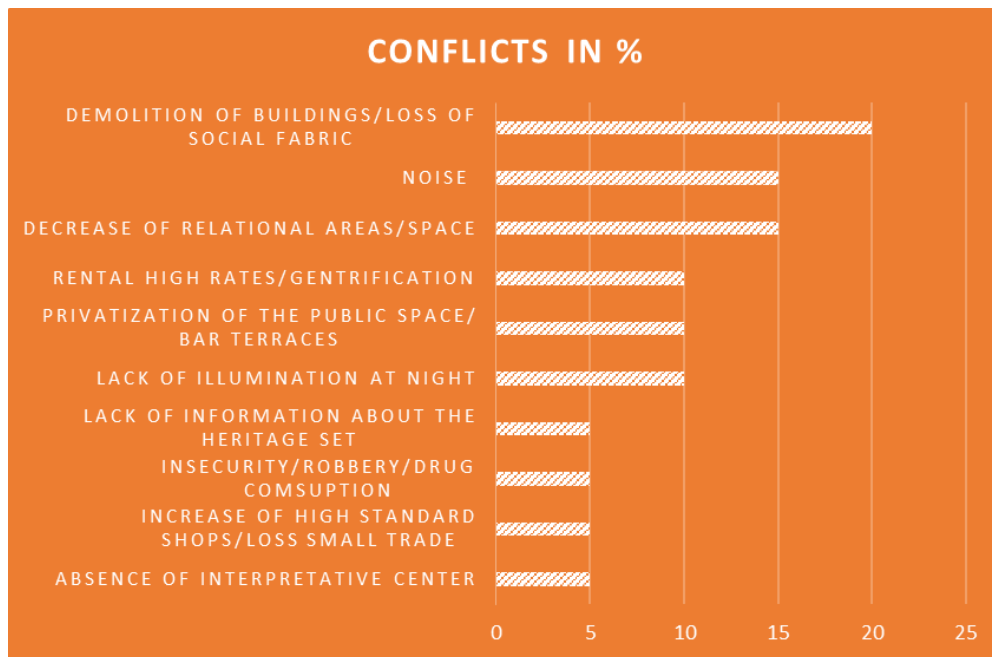 CONFLICTS IN %
DEMOLITION OF BUILDINGS/LOSS OF
SOCIAL FABRIC
NOISE
DECREASE OF RELATIONAL AREAS/SPACE
RENTAL HIGH RATES/GENTRIFICATION
PRIVATIZATION OF THE PUBLIC SPACE/
BAR TERRACES
LACK OF ILLUMINATION AT NIGHT
LACK OF INFORMATION ABOUT THE
HERITAGE SET
INSECURITY/ROBBERY/DRUG
COMSUPTION
INCREASE OF HIGH STANDARD
SHOPS/LOSS SMALL TRADE
ABSENCE OF INTERPRETATIVE CENTER
0 5 10 15 20 25